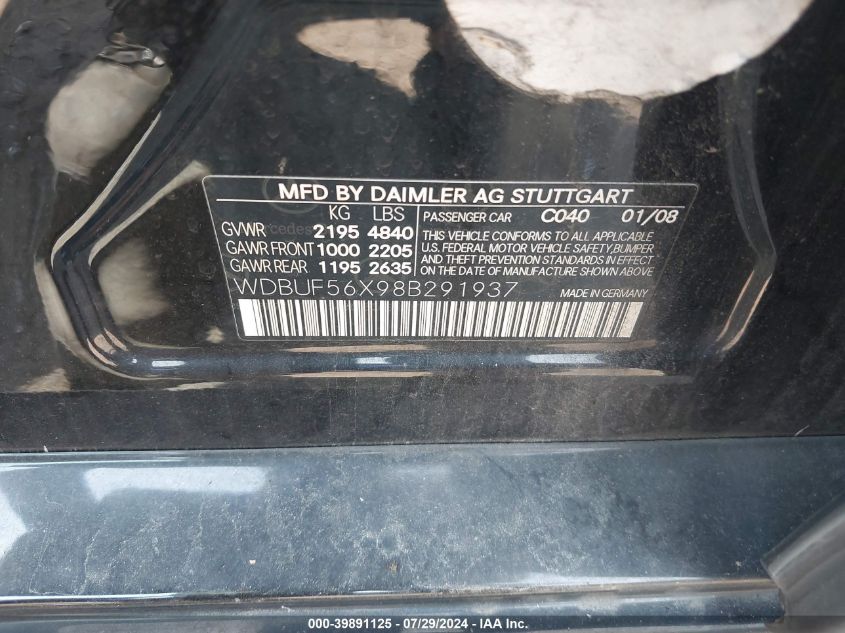 MFD BY DAIMLER AG STUTTGART
KG LBS
GVWR 2195 4840
GAWR FRONT 1000 2205
GAWR REAR 1195 2635
PASSENGER CAR C040 01/08
THIS VEHICLE CONFORMS TO ALL APPLICABLE
U.S. FEDERAL MOTOR VEHICLE SAFETY, BUMPER
AND THEFT PREVENTION STANDARDS IN EFFECT
ON THE DATE OF MANUFACTURE SHOWN ABOVE
WDBUF56X98B291937 MADE IN GERMANY
000-39891125 | 07/29/2024 | IAA Inc.